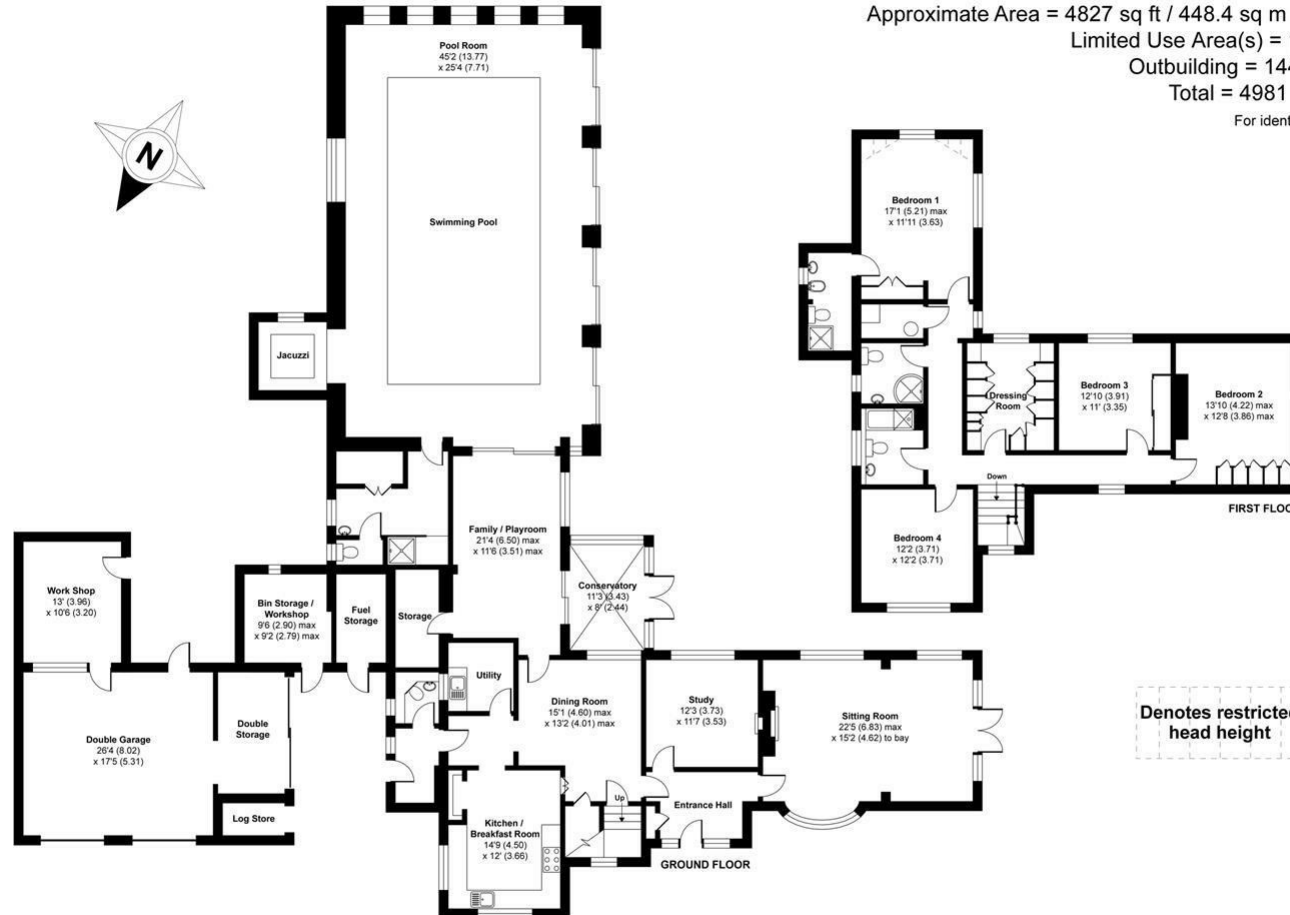 Approximate Area = 4827 sq ft / 448.4 sq m
Limited Use Area(s) =
Outbuilding = 144
Total = 4981
For ident
N
Pool Room
45'2 (13.77)
x 25'4 (7.71)
Swimming Pool
Jacuzzi
Bedroom 1
17'1 (5.21) max
x 11'11 (3.63)
Dressing
Room
Bedroom 3
12'10 (3.91)
x 11' (3.35)
Bedroom 2
13'10 (4.22) max
x 12'8 (3.86) max
Down
FIRST FLOO
Bedroom 4
12'2 (3.71)
x 12'2 (3.71)
Family / Playroom
21'4 (6.50) max
x 11'6 (3.51) max
Conservatory
11'3 (3.43)
x 8' (2.44)
Work Shop
13' (3.96)
x 10'6 (3.20)
Bin Storage /
Workshop
9'6 (2.90) max
x 9'2 (2.79) max
Fuel
Storage
Storage
Utility
Dining Room
15'1 (4.60) max
x 13'2 (4.01) max
Study
12'3 (3.73)
x 11'7 (3.53)
Sitting Room
22'5 (6.83) max
x 15'2 (4.62) to bay
Double Garage
26'4 (8.02)
x 17'5 (5.31)
Double
Storage
Log Store
Kitchen /
Breakfast Room
14'9 (4.50)
x 12' (3.66)
Up
Entrance Hall
GROUND FLOOR
Denotes restricted
head height